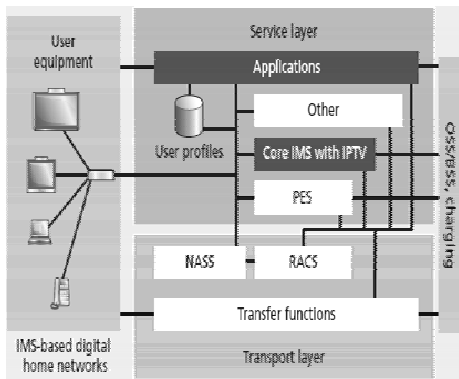 User
equipment
Service layer
Applications
Other
User profiles
Core IMS with IPTV
PES
OSS/BSS, charging
NASS
RACS
Transfer functions
IMS-based digital
home networks
Transport layer